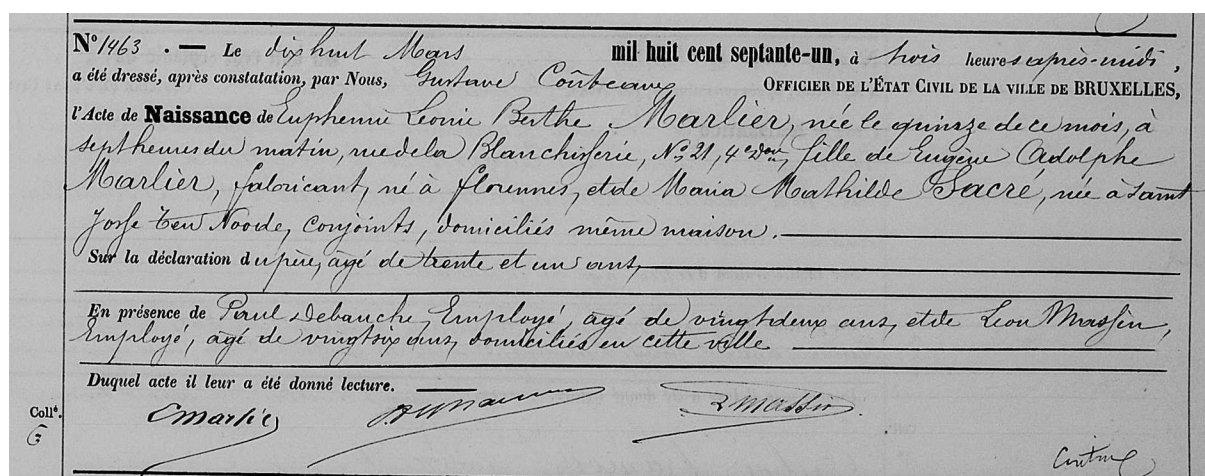 N° 1463. — Le dix huit Mars mil huit cent septante-un, à trois heures après-midi,
a été dressé, après constatation, par Nous, Gustave Couteaux Officier de l'État Civil de la ville de BRUXELLES,
l'Acte de Naissance de Euphemie Leonie Berthe Marlier, née le quinze de ce mois, à
sept heures du matin, rue de la Blanchisserie, N° 21, 4e Don, fille de Eugène Adolphe
Marlier, fabricant, né à florennes, et de Maria Mathilde Sacré, née à Saint
Josse ten Noode, conjoints, domiciliés même maison.
Sur la déclaration du père, âgé de trente et un ans,
En présence de Paul Debauche, Employé, âgé de vingt deux ans, et de Leon Massin,
Employé, âgé de vingt six ans, domiciliés en cette ville
Duquel acte il leur a été donné lecture.
Collé.
EMarlier LMassin